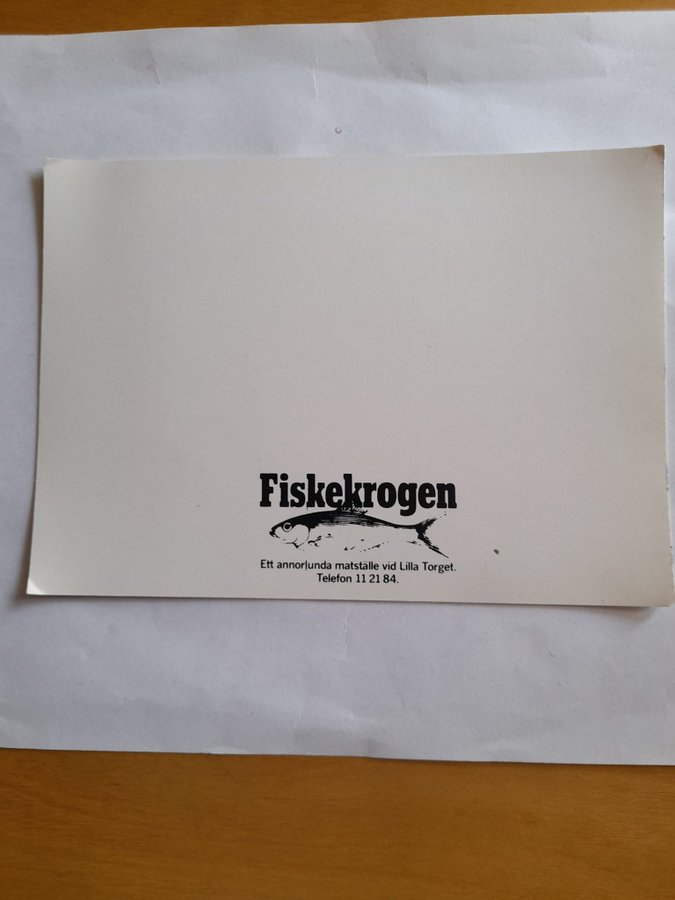 Fiskekrogen
Ett annorlunda matställe vid Lilla Torget.
Telefon 11 21 84.